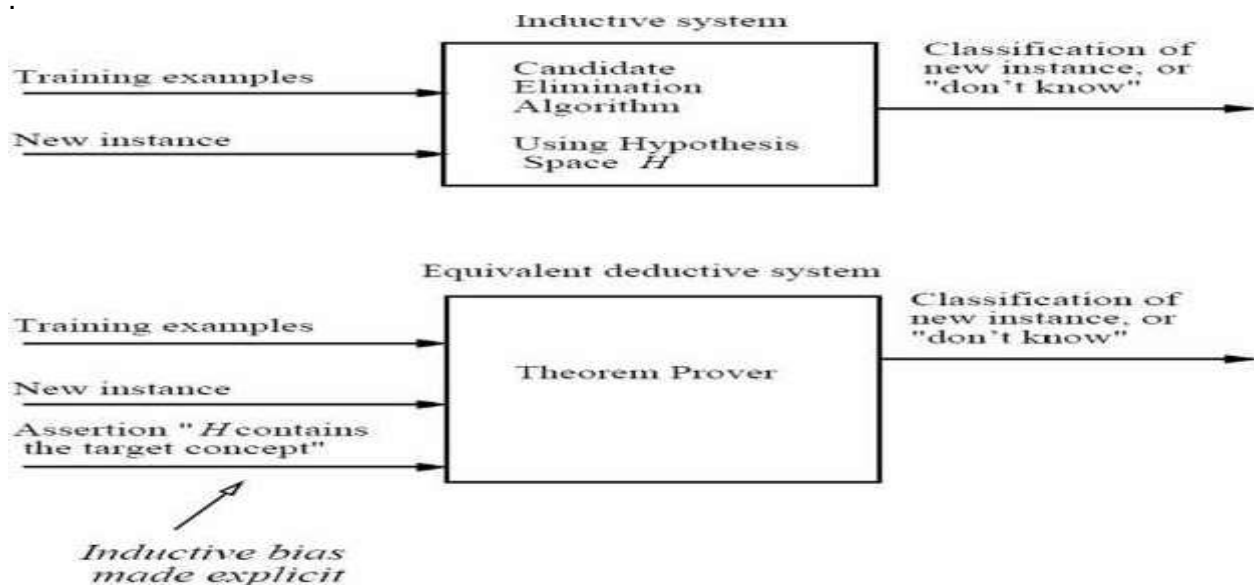 .
Inductive system
Training examples
New instance
Candidate
Elimination
Algorithm
Using Hypothesis
Space H
Classification of
new instance, or
"don't know"
Equivalent deductive system
Training examples
New instance
Assertion "H contains
the target concept"
Theorem Prover
Classification of
new instance, or
"don't know"
Inductive bias
made explicit